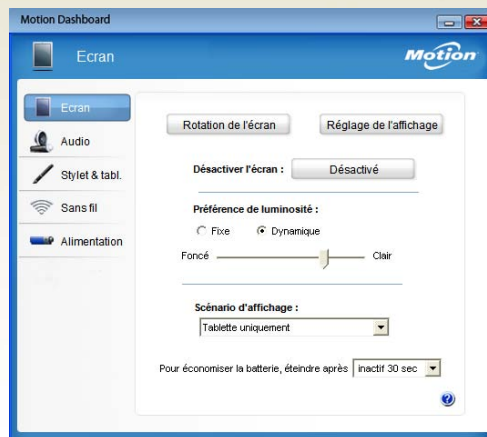 Motion Dashboard
Ecran
Motion
Ecran
Audio
Stylet & tabl.
Sans fil
Alimentation
Rotation de l'écran
Réglage de l'affichage
Désactiver l'écran :
Désactivé
Préférence de luminosité :
Fixe
Dynamique
Foncé
Clair
Scénario d'affichage :
Tablette uniquement
Pour économiser la batterie, éteindre après
inactif 30 sec
?